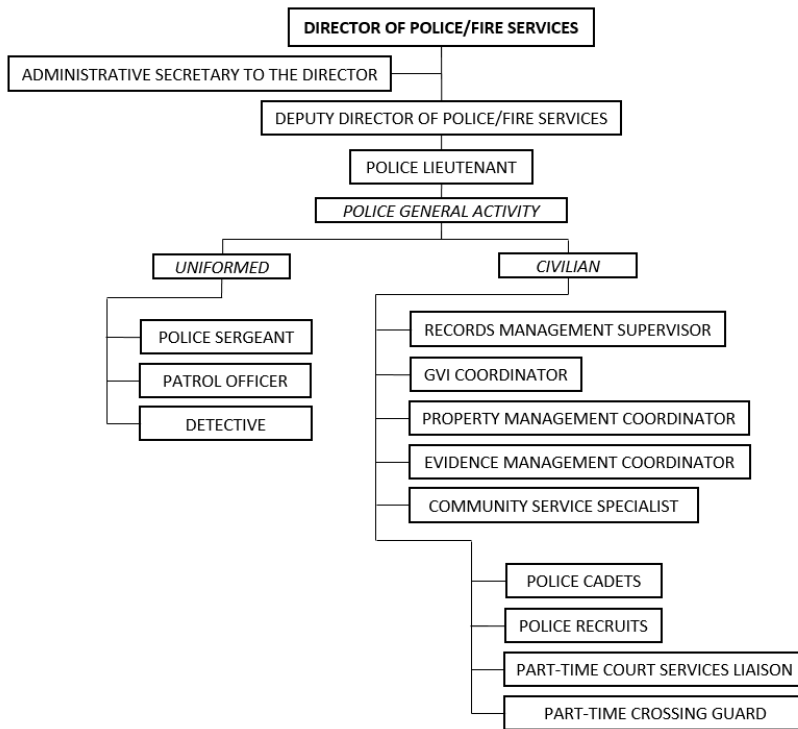 DIRECTOR OF POLICE/FIRE SERVICES
ADMINISTRATIVE SECRETARY TO THE DIRECTOR
DEPUTY DIRECTOR OF POLICE/FIRE SERVICES
POLICE LIEUTENANT
POLICE GENERAL ACTIVITY
UNIFORMED
POLICE SERGEANT
PATROL OFFICER
DETECTIVE
CIVILIAN
RECORDS MANAGEMENT SUPERVISOR
GVI COORDINATOR
PROPERTY MANAGEMENT COORDINATOR
EVIDENCE MANAGEMENT COORDINATOR
COMMUNITY SERVICE SPECIALIST
POLICE CADETS
POLICE RECRUITS
PART-TIME COURT SERVICES LIAISON
PART-TIME CROSSING GUARD